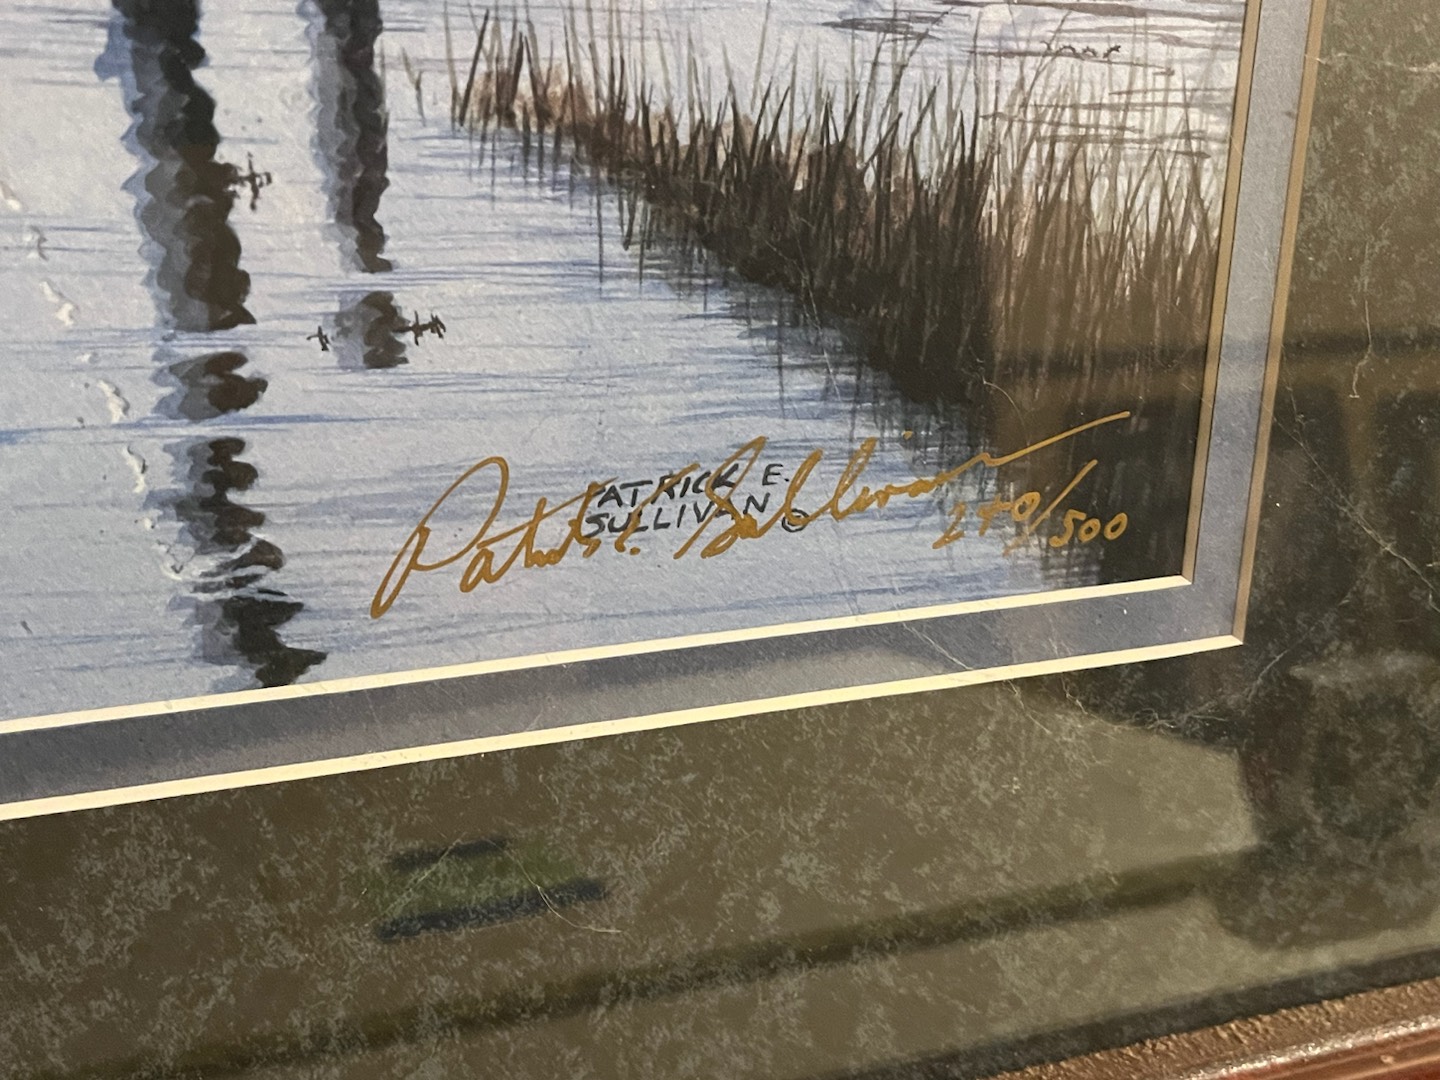 PATRICK E.
SULLIVAN ©
Patrick E. Sullivan 240/500